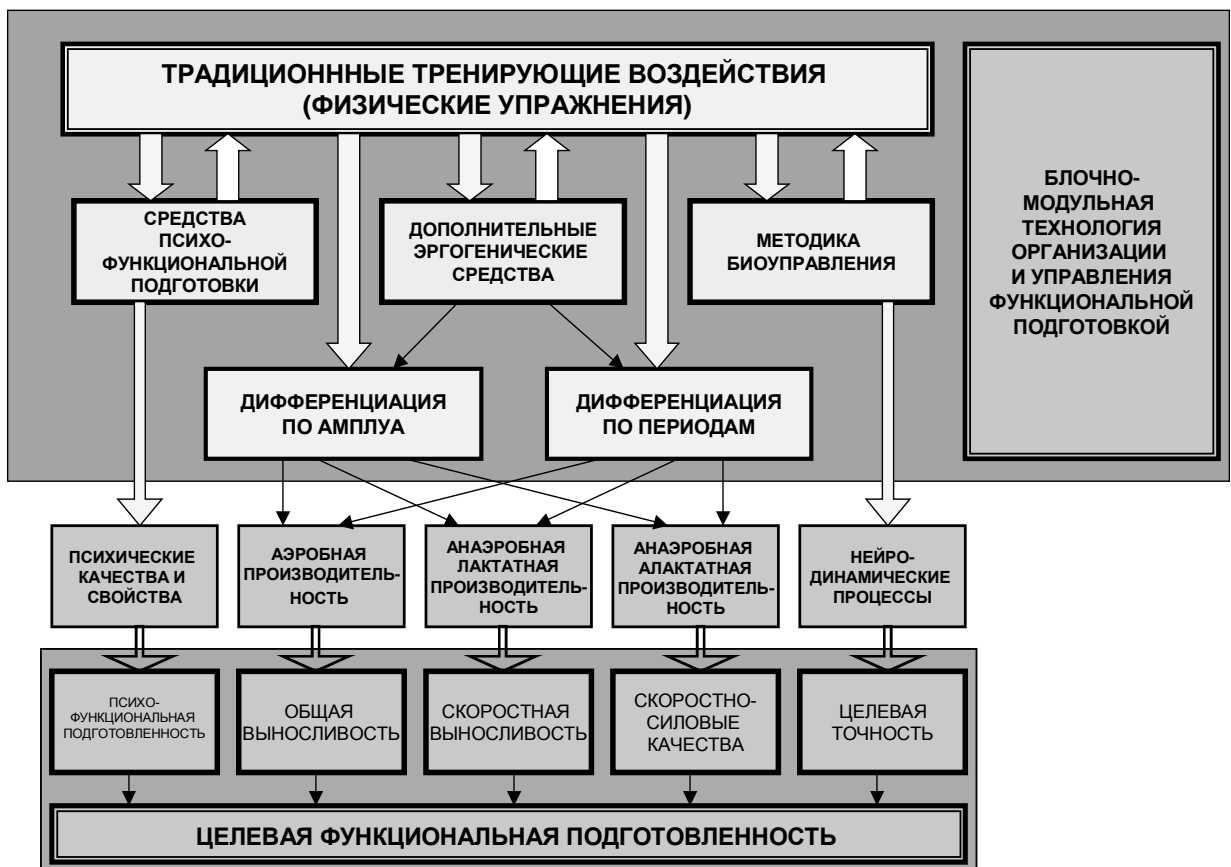 ТРАДИЦИОНННЫЕ ТРЕНИРУЮЩИЕ ВОЗДЕЙСТВИЯ
(ФИЗИЧЕСКИЕ УПРАЖНЕНИЯ)
БЛОЧНО-
МОДУЛЬНАЯ
ТЕХНОЛОГИЯ
ОРГАНИЗАЦИИ
И УПРАВЛЕНИЯ
ФУНКЦИОНАЛЬНОЙ
ПОДГОТОВКОЙ
СРЕДСТВА
ПСИХО-
ФУНКЦИОНАЛЬНОЙ
ПОДГОТОВКИ
ДОПОЛНИТЕЛЬНЫЕ
ЭРГОГЕНИЧЕСКИЕ
СРЕДСТВА
МЕТОДИКА
БИОУПРАВЛЕНИЯ
ДИФФЕРЕНЦИАЦИЯ
ПО АМПЛУА
ДИФФЕРЕНЦИАЦИЯ
ПО ПЕРИОДАМ
ПСИХИЧЕСКИЕ
КАЧЕСТВА И
СВОЙСТВА
АЭРОБНАЯ
ПРОИЗВОДИТЕЛЬ-
НОСТЬ
АНАЭРОБНАЯ
ЛАКТАТНАЯ
ПРОИЗВОДИТЕЛЬ-
НОСТЬ
АНАЭРОБНАЯ
АЛАКТАТНАЯ
ПРОИЗВОДИТЕЛЬ-
НОСТЬ
НЕЙРО-
ДИНАМИЧЕСКИЕ
ПРОЦЕССЫ
ПСИХО-
ФУНКЦИОНАЛЬНАЯ
ПОДГОТОВЛЕННОСТЬ
ОБЩАЯ
ВЫНОСЛИВОСТЬ
СКОРОСТНАЯ
ВЫНОСЛИВОСТЬ
СКОРОСТНО-
СИЛОВЫЕ
КАЧЕСТВА
ЦЕЛЕВАЯ
ТОЧНОСТЬ
ЦЕЛЕВАЯ ФУНКЦИОНАЛЬНАЯ ПОДГОТОВЛЕННОСТЬ